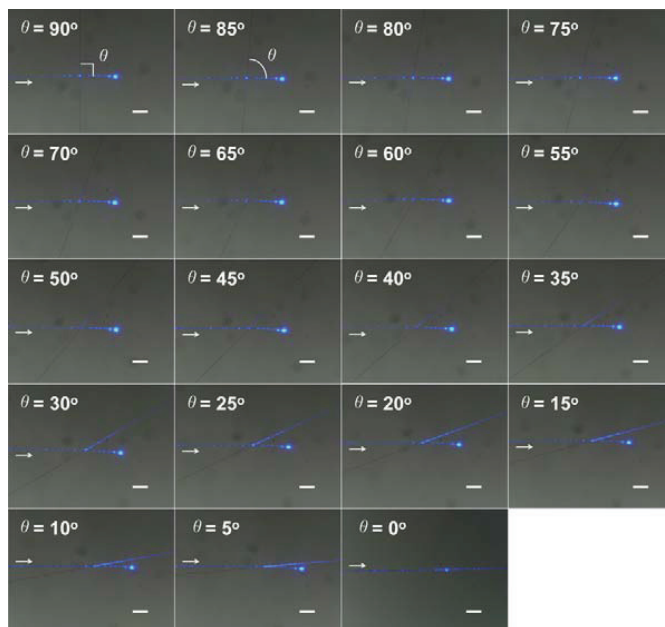 θ = 90°
θ
θ = 85°
θ
θ = 80°
θ = 75°
θ = 70°
θ = 65°
θ = 60°
θ = 55°
θ = 50°
θ = 45°
θ = 40°
θ = 35°
θ = 30°
θ = 25°
θ = 20°
θ = 15°
θ = 10°
θ = 5°
θ = 0°